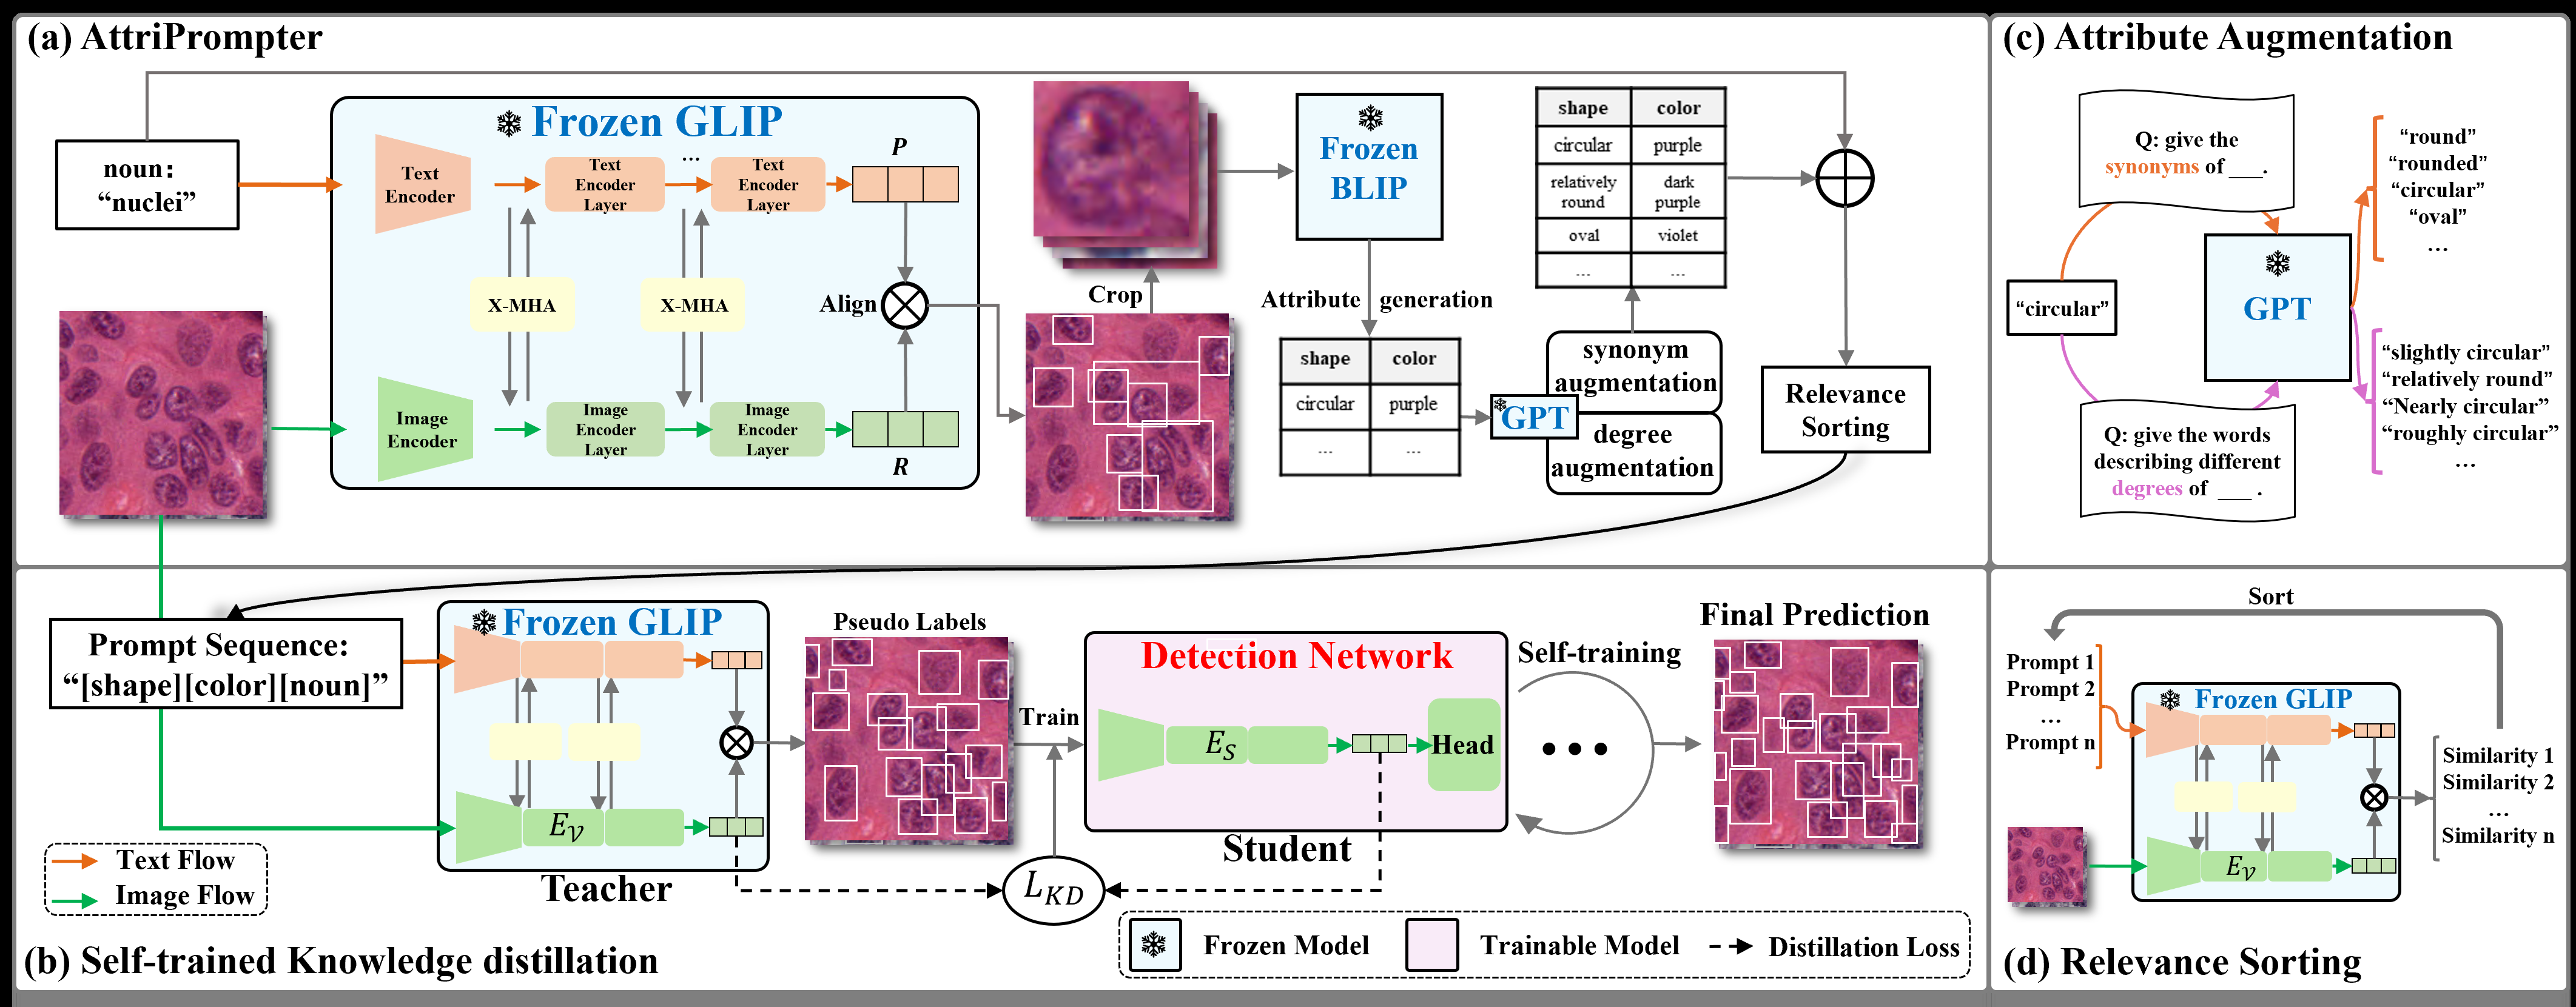 (a) AttriPrompter
noun:
“nuclei”
Frozen GLIP
Text
Encoder
Text
Encoder
Layer
...
Text
Encoder
Layer
P
X-MHA
X-MHA
Align
Image
Encoder
Image
Encoder
Layer
Image
Encoder
Layer
R
Crop
Frozen
BLIP
Attribute generation
shape color
circular purple
... ...
GPT
synonym
augmentation
degree
augmentation
shape color
circular purple
relatively
round
dark
purple
oval violet
... ...
Relevance
Sorting
(c) Attribute Augmentation
Q: give the
synonyms of ___.
“circular”
GPT
Q: give the words
describing different
degrees of ___ .
“round”
“rounded”
“circular”
“oval”
...
“slightly circular”
“relatively round”
“Nearly circular”
“roughly circular”
...
Prompt Sequence:
“[shape][color][noun]”
Frozen GLIP
E𝒱
Teacher
Text Flow
Image Flow
Pseudo Labels
Train
L_KD
Detection Network
E_S
Head
Student
Self-training
...
Final Prediction
Frozen Model
Trainable Model
Distillation Loss
(b) Self-trained Knowledge distillation
Sort
Prompt 1
Prompt 2
...
Prompt n
Frozen GLIP
E𝒱
Similarity 1
Similarity 2
...
Similarity n
(d) Relevance Sorting